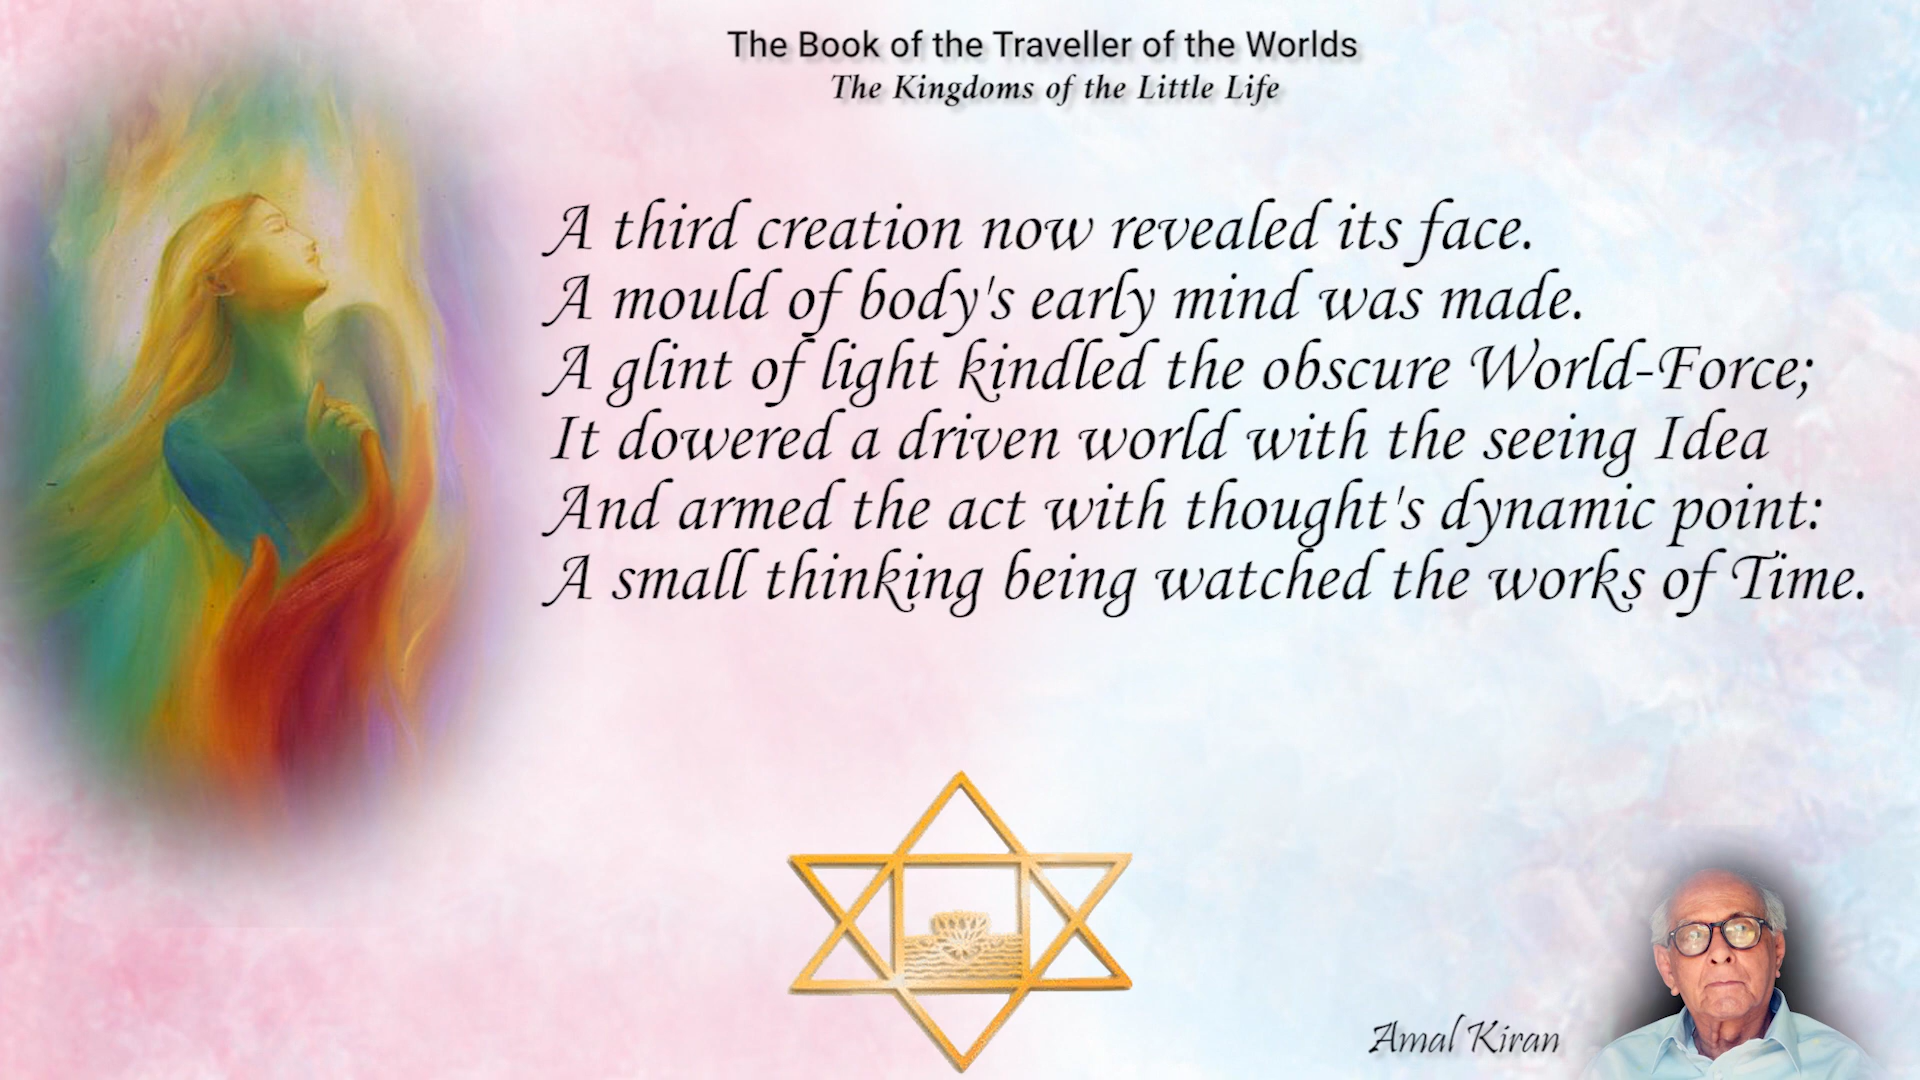 The Book of the Traveller of the Worlds
The Kingdoms of the Little Life
A third creation now revealed its face.
A mould of body's early mind was made.
A glint of light kindled the obscure World-Force;
It dowered a driven world with the seeing Idea
And armed the act with thought's dynamic point:
A small thinking being watched the works of Time.
Amal Kiran